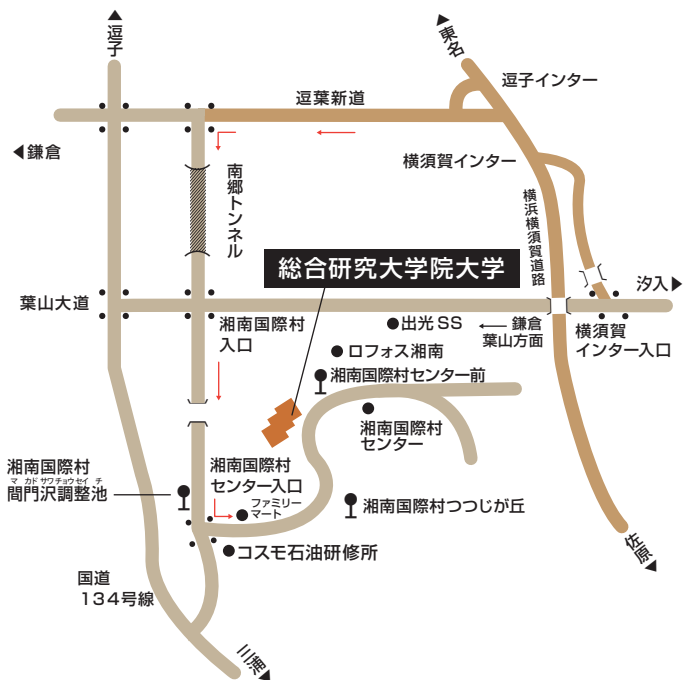 逗子
東名
逗子インター
逗葉新道
鎌倉
横須賀インター
南郷トンネル
横浜横須賀道路
総合研究大学院大学
汐入
葉山大道
湘南国際村
入口
出光SS
鎌倉
葉山方面
横須賀
インター入口
ロフォス湘南
湘南国際村センター前
湘南国際村
センター
湘南国際村
マカドサワチョウセイチ
間門沢調整池
湘南国際村
センター入口
ファミリー
マート
湘南国際村つつじが丘
コスモ石油研修所
佐原
国道
134号線
三浦